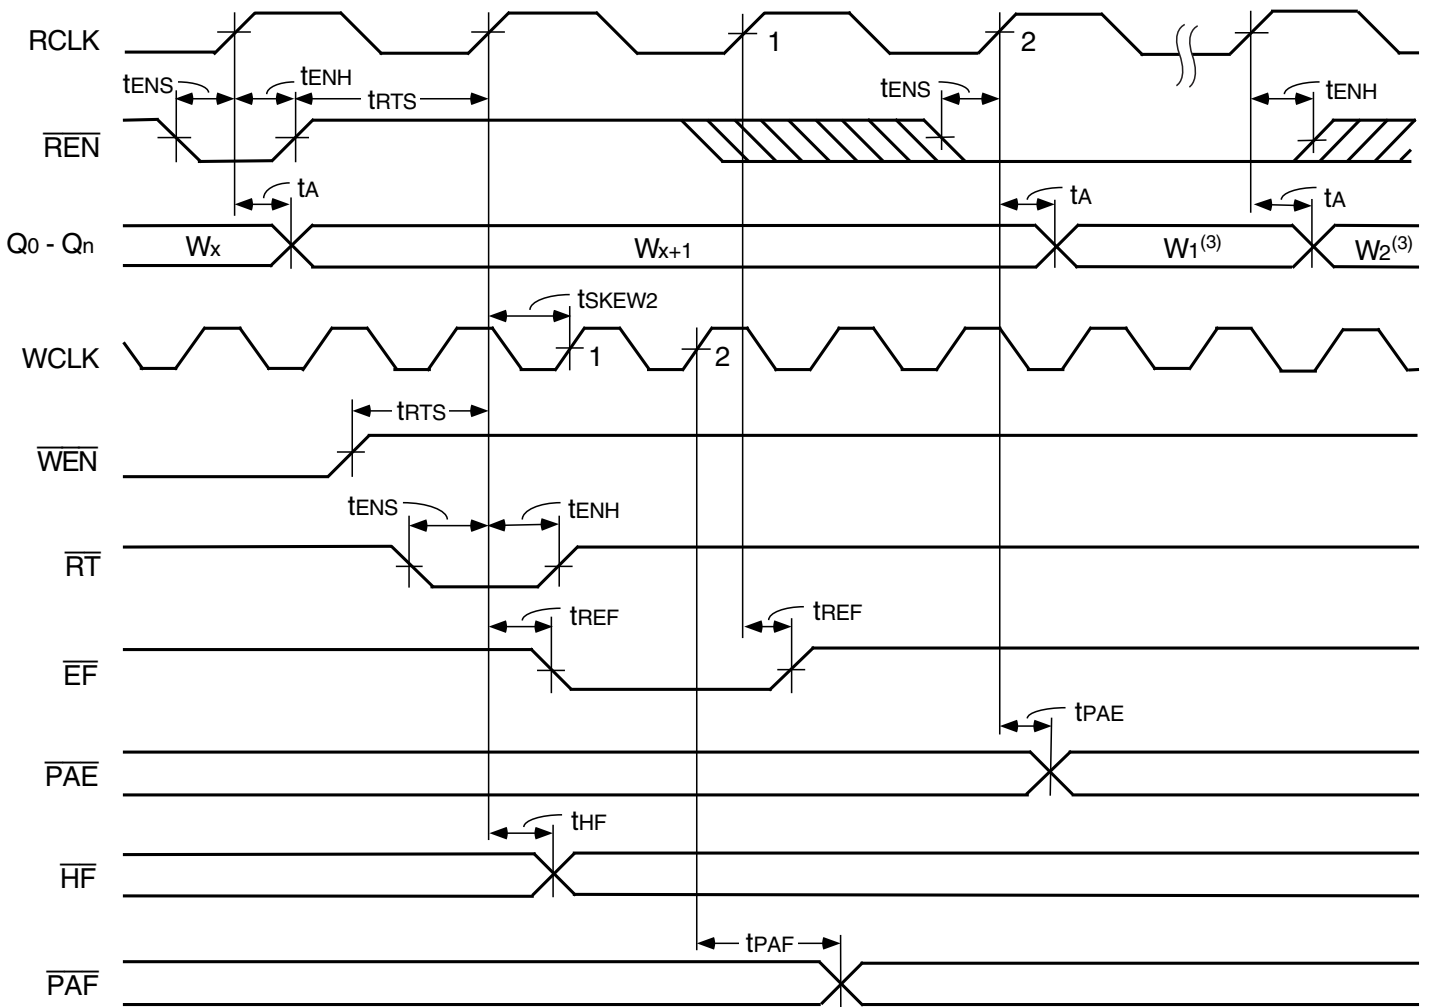 RCLK 1 2
tENS tENH tRTS tENS tENH
REN
tA tA tA
Q0 - Qn Wx Wx+1 W1(3) W2(3)
tSKEW2
WCLK 1 2
tRTS
WEN
tENS tENH
RT
tREF tREF
EF
tPAE
PAE
tHF
HF
tPAF
PAF